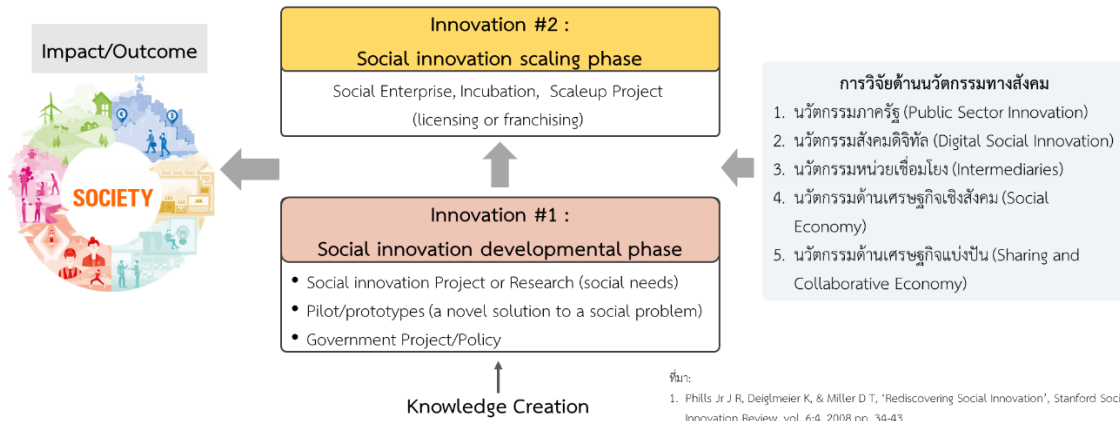 Impact/Outcome
SOCIETY
Innovation #2 :
Social innovation scaling phase
Social Enterprise, Incubation, Scaleup Project
(licensing or franchising)
Innovation #1 :
Social innovation developmental phase
• Social innovation Project or Research (social needs)
• Pilot/prototypes (a novel solution to a social problem)
• Government Project/Policy
Knowledge Creation
การวิจัยด้านนวัตกรรมทางสังคม
1. นวัตกรรมภาครัฐ (Public Sector Innovation)
2. นวัตกรรมสังคมดิจิทัล (Digital Social Innovation)
3. นวัตกรรมหน่วยเชื่อมโยง (Intermediaries)
4. นวัตกรรมด้านเศรษฐกิจเชิงสังคม (Social
Economy)
5. นวัตกรรมด้านเศรษฐกิจแบ่งปัน (Sharing and
Collaborative Economy)
ที่มา:
1. Phills Jr J R, Deiglmeier K, & Miller D T, 'Rediscovering Social Innovation', Stanford
Innovation Review, vol. 6:4, 2008 pp. 34-43